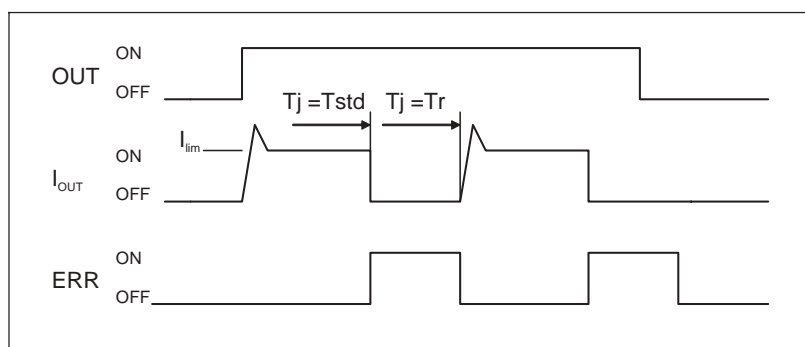 ON
OUT
OFF
Tj =Tstd
Tj =Tr
Ilim
ON
IOUT
OFF
ON
ERR
OFF